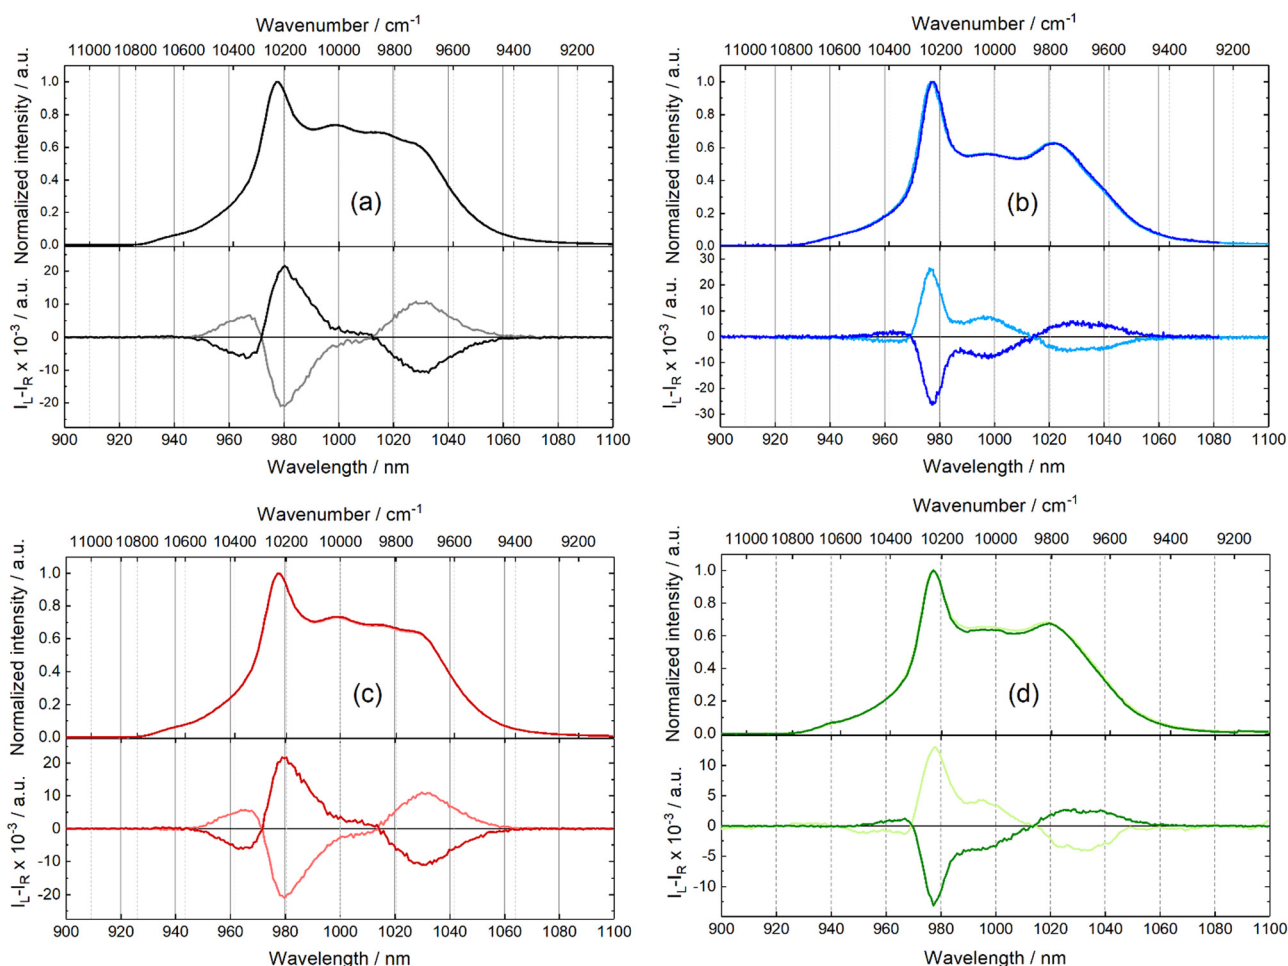 Wavenumber / cm-1
11000 10800 10600 10400 10200 10000 9800 9600 9400 9200
Normalized intensity / a.u.
1.0
0.8
0.6
0.4
0.2
0.0
(a)
IL-IR x 10-3 / a.u.
20
10
0
-10
-20
900 920 940 960 980 1000 1020 1040 1060 1080 1100
Wavelength / nm
Wavenumber / cm-1
11000 10800 10600 10400 10200 10000 9800 9600 9400 9200
Normalized intensity / a.u.
1.0
0.8
0.6
0.4
0.2
0.0
(b)
IL-IR x 10-3 / a.u.
30
20
10
0
-10
-20
-30
900 920 940 960 980 1000 1020 1040 1060 1080 1100
Wavelength / nm
Wavenumber / cm-1
11000 10800 10600 10400 10200 10000 9800 9600 9400 9200
Normalized intensity / a.u.
1.0
0.8
0.6
0.4
0.2
0.0
(c)
IL-IR x 10-3 / a.u.
20
10
0
-10
-20
900 920 940 960 980 1000 1020 1040 1060 1080 1100
Wavelength / nm
Wavenumber / cm-1
11000 10800 10600 10400 10200 10000 9800 9600 9400 9200
Normalized intensity / a.u.
1.0
0.8
0.6
0.4
0.2
0.0
(d)
IL-IR x 10-3 / a.u.
10
5
0
-5
-10
900 920 940 960 980 1000 1020 1040 1060 1080 1100
Wavelength / nm